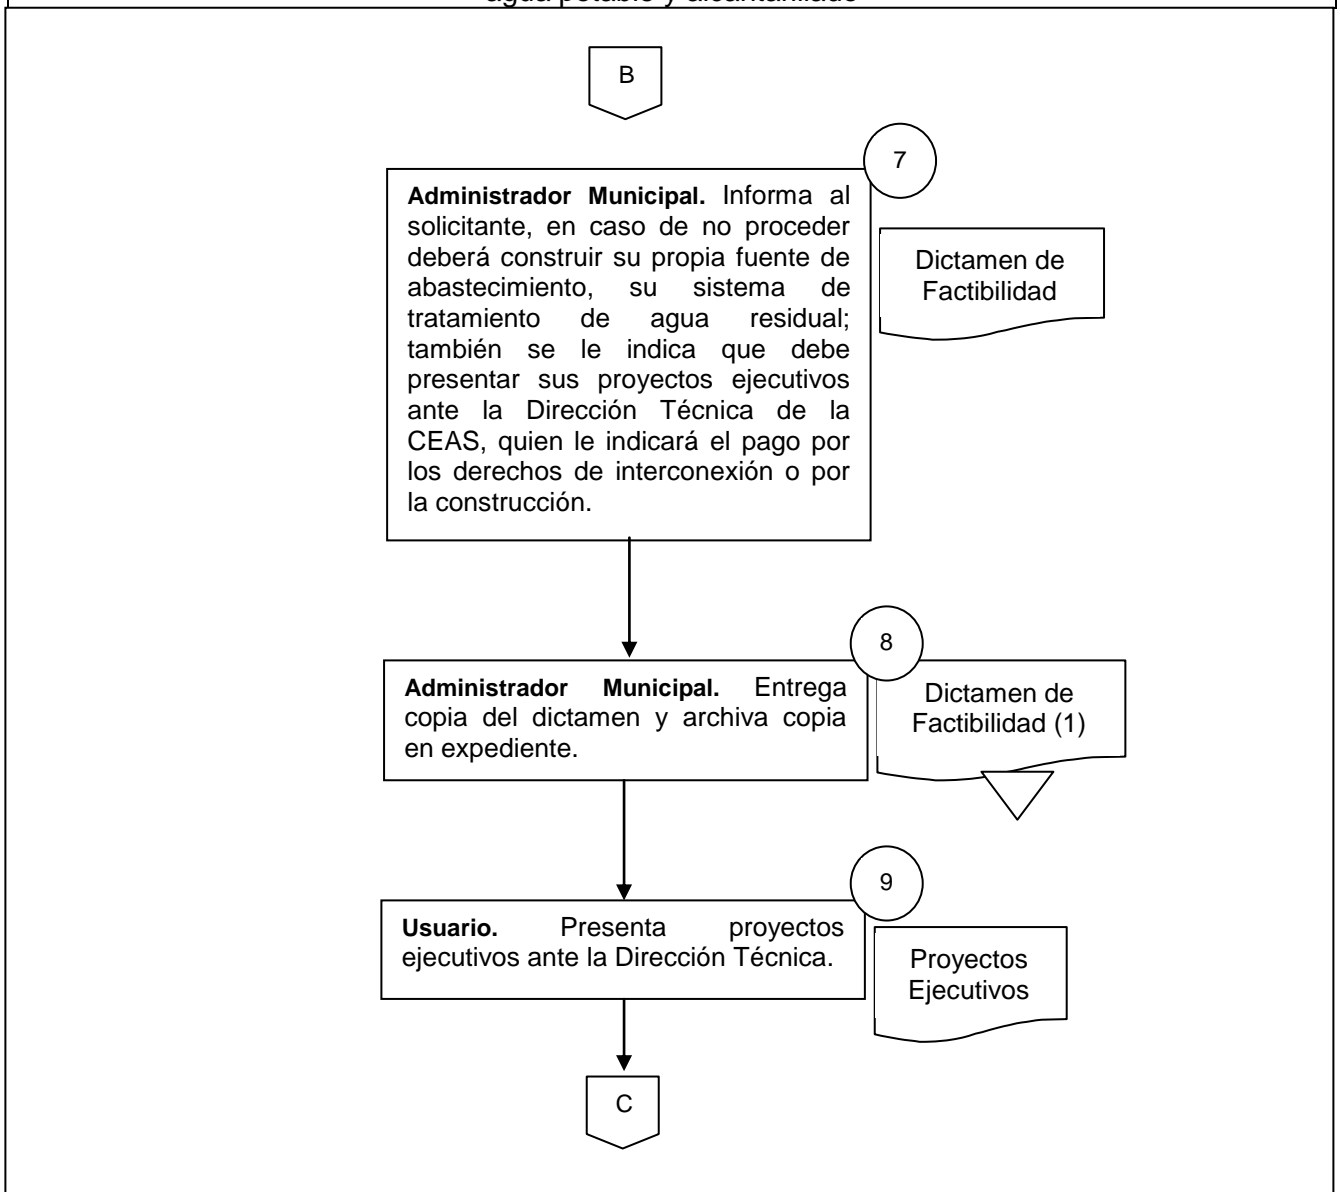 agua potable y alcantarillado
B
7
Administrador Municipal. Informa al
solicitante, en caso de no proceder
deberá construir su propia fuente de
abastecimiento, su sistema de
tratamiento de agua residual;
también se le indica que debe
presentar sus proyectos ejecutivos
ante la Dirección Técnica de la
CEAS, quien le indicará el pago por
los derechos de interconexión o por
la construcción.
Dictamen de
Factibilidad
8
Administrador Municipal. Entrega
copia del dictamen y archiva copia
en expediente.
Dictamen de
Factibilidad (1)
9
Usuario. Presenta proyectos
ejecutivos ante la Dirección Técnica.
Proyectos
Ejecutivos
C